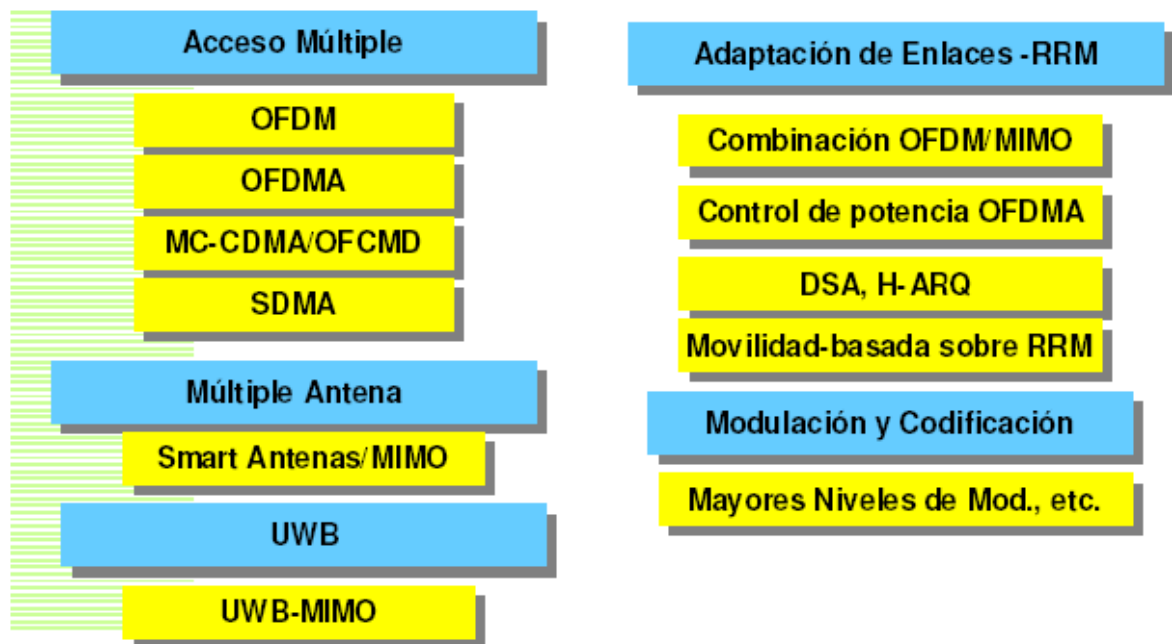 Acceso Múltiple
OFDM
OFDMA
MC-CDMA/OFCMD
SDMA
Múltiple Antena
Smart Antenas/MIMO
UWB
UWB-MIMO
Adaptación de Enlaces -RRM
Combinación OFDM/MIMO
Control de potencia OFDMA
DSA, H-ARQ
Movilidad-basada sobre RRM
Modulación y Codificación
Mayores Niveles de Mod., etc.